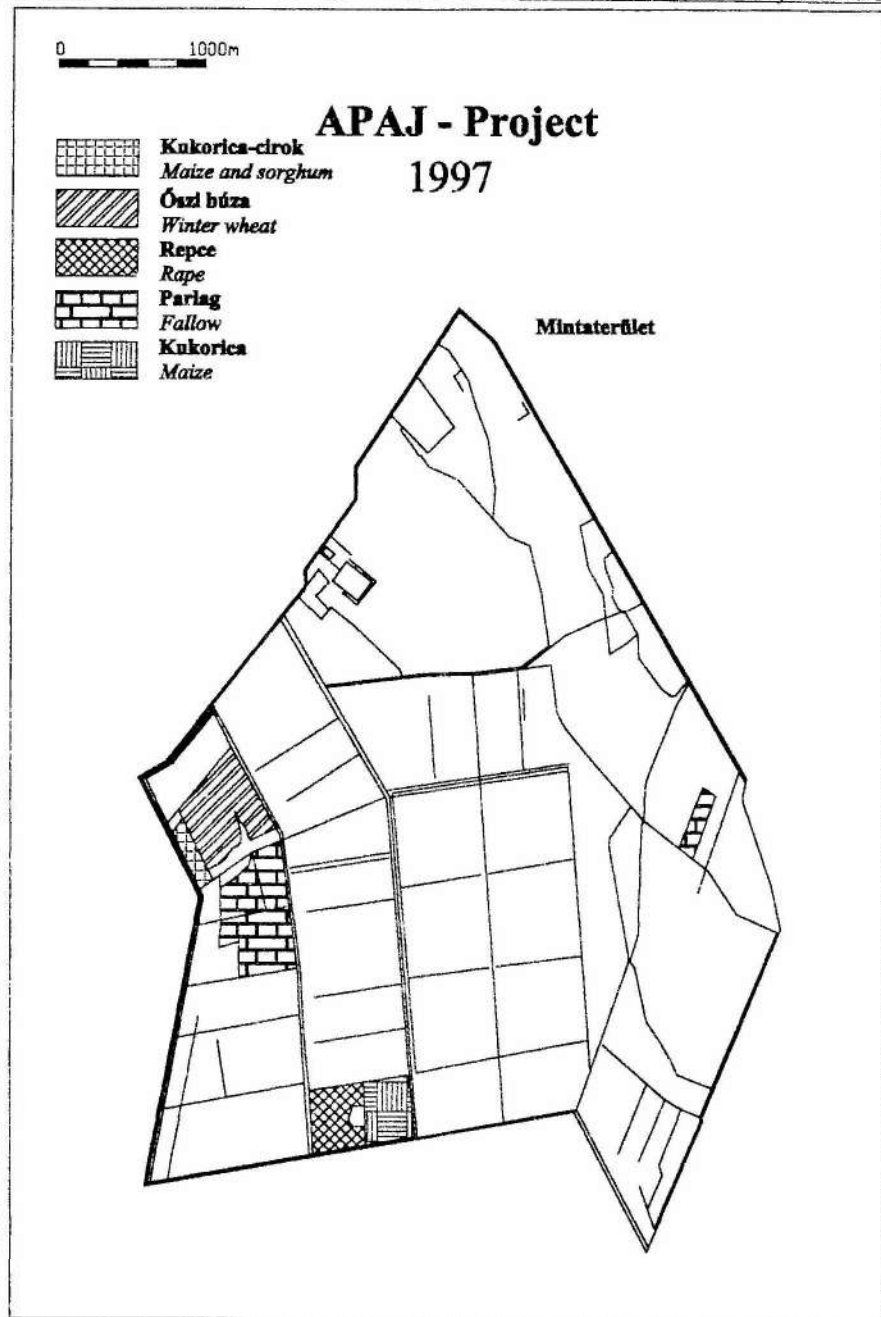 0 1000m
APAJ - Project
1997
Kukorica-cirok
Maize and sorghum
Őszi búza
Winter wheat
Repce
Rape
Parlag
Fallow
Kukorica
Maize
Mintaterület